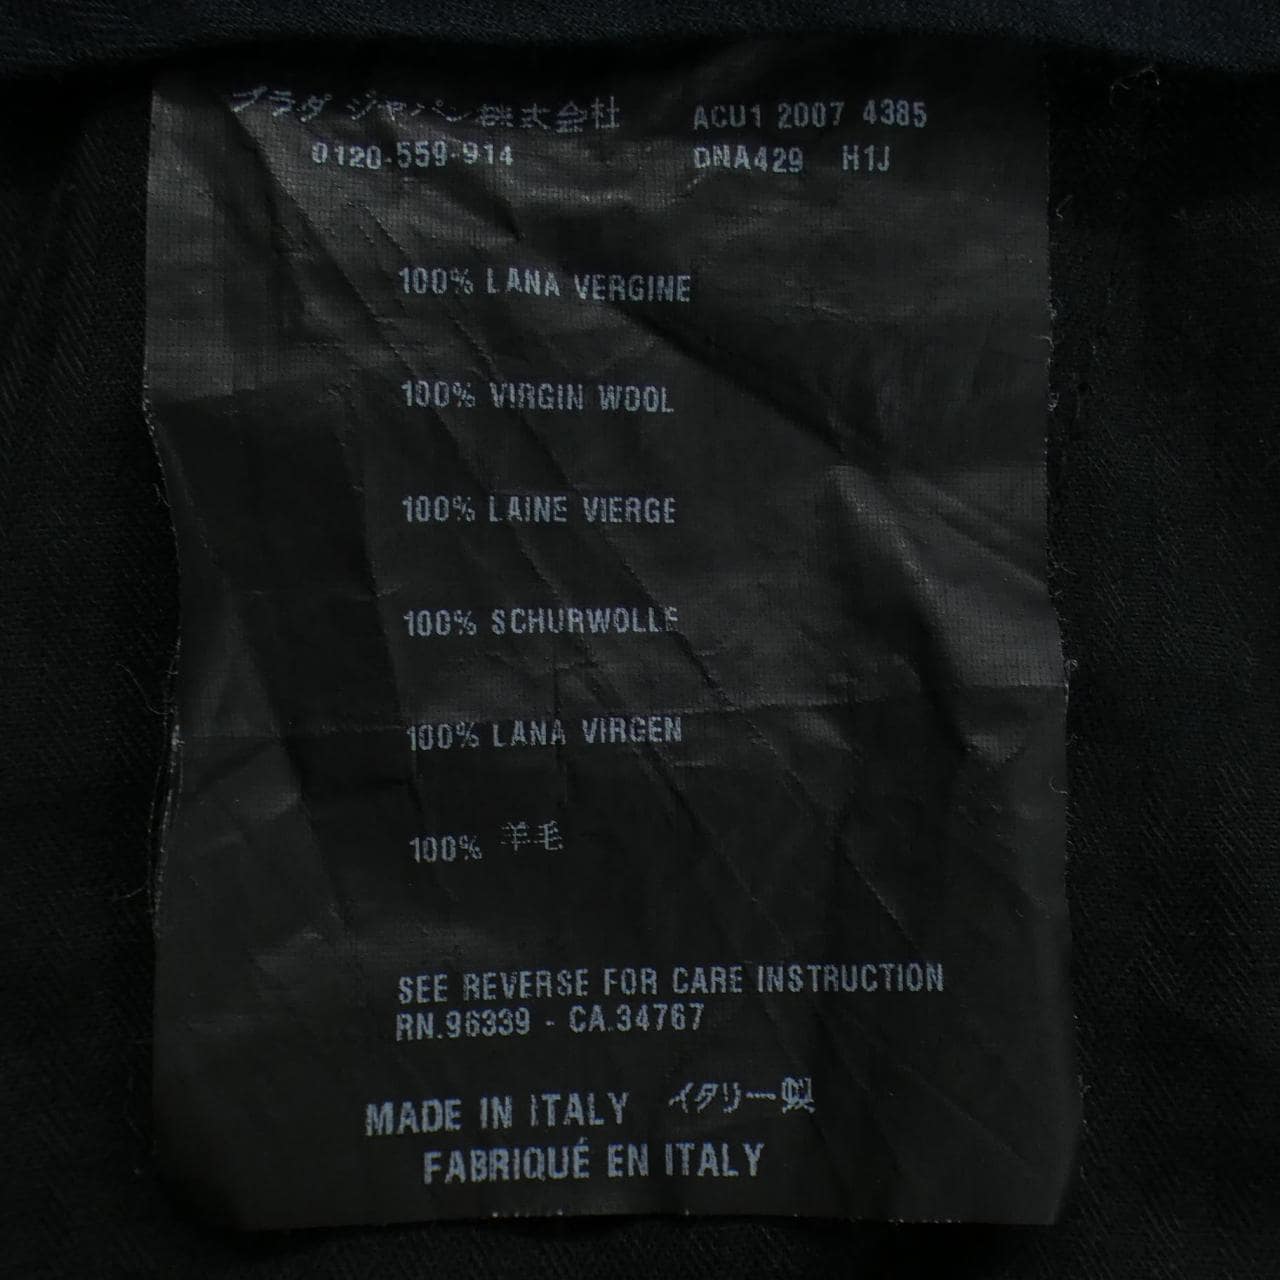 プラダ ジャパン株式会社 ACU1 2007 4385
0120-559-914 DNA429 H1J
100% LANA VERGINE
100% VIRGIN WOOL
100% LAINE VIERGE
100% SCHURWOLLE
100% LANA VIRGEN
100% 羊毛
SEE REVERSE FOR CARE INSTRUCTION
RN.96339 - CA.34767
MADE IN ITALY イタリー製
FABRIQUÉ EN ITALY